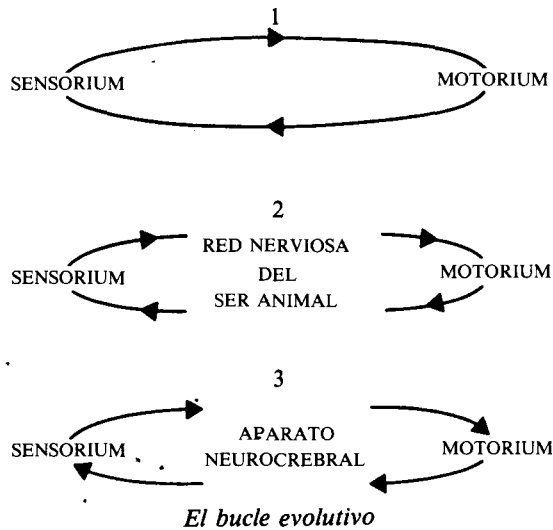 1
SENSORIUM MOTORIUM
2
RED NERVIOSA
DEL
SENSORIUM MOTORIUM
SER ANIMAL
3
APARATO
SENSORIUM MOTORIUM
NEUROCREBRAL
El bucle evolutivo